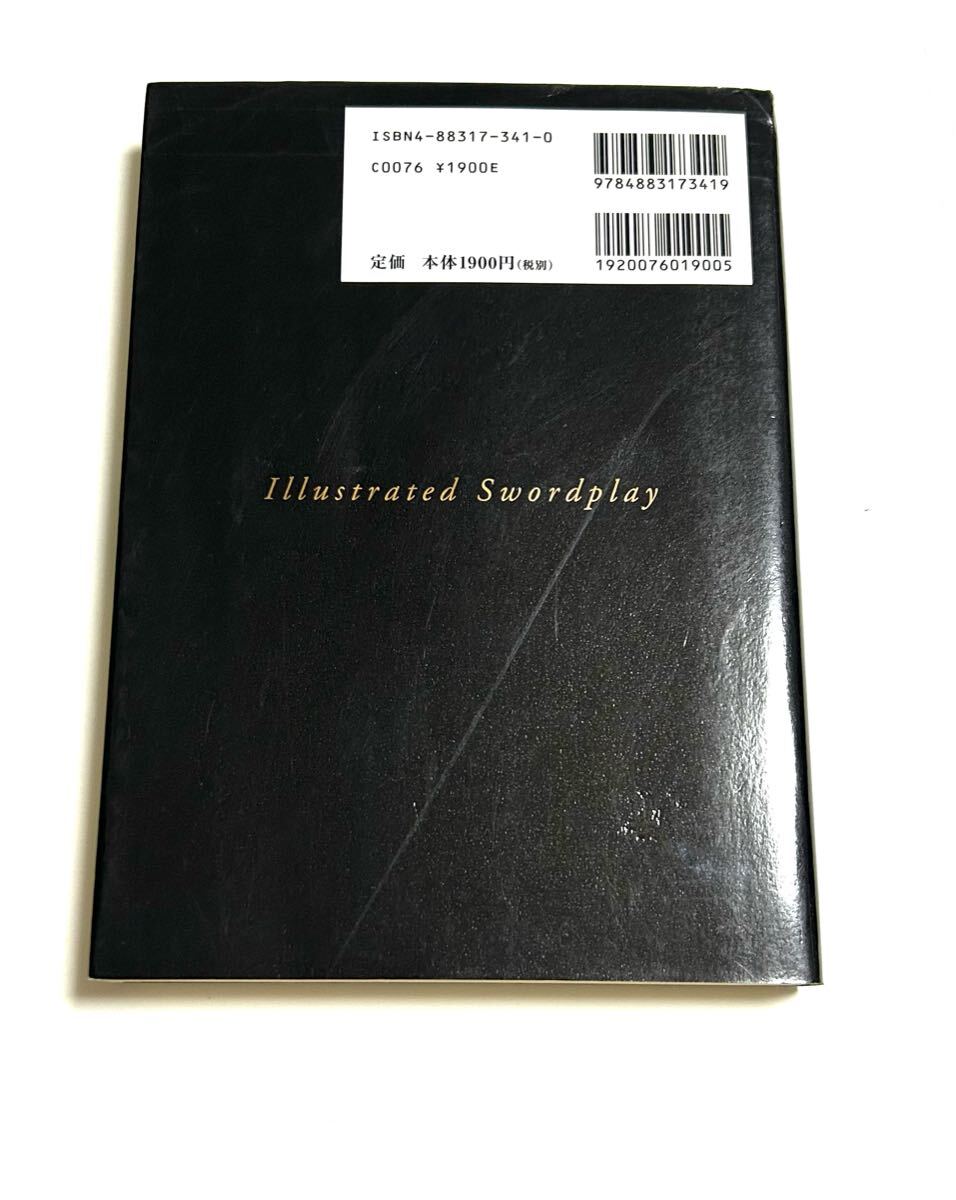 ISBN4-88317-341-0
C0076 ¥1900E
定価 本体1900円(税別)
9784883173419
1920076019005
Illustrated Swordplay